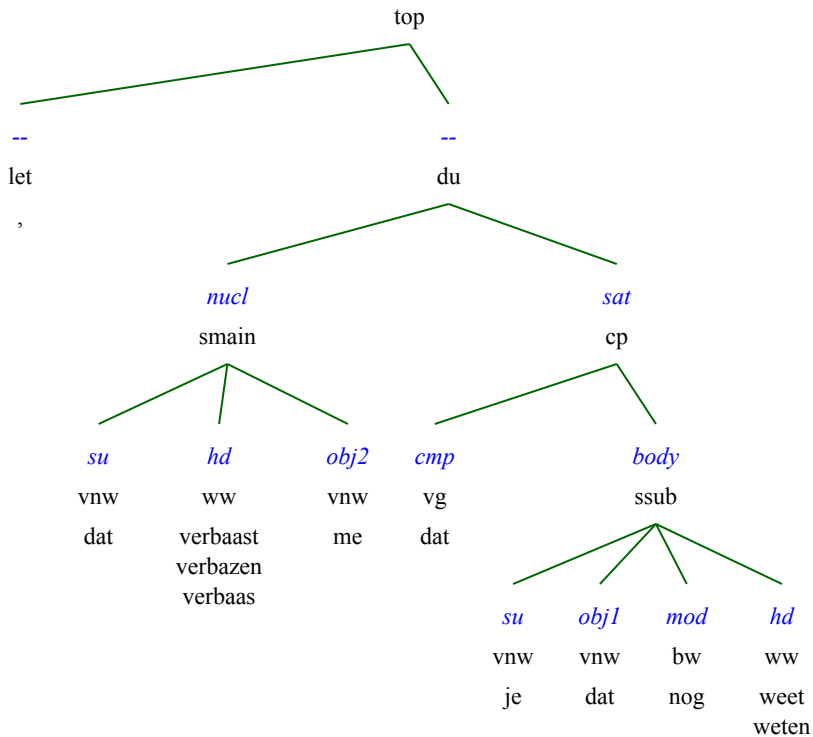 top
-- --
let du
,
nucl sat
smain cp
su hd obj2 cmp body
vnw ww vnw vg ssub
dat verbaast me dat
verbazen
verbaas
su obj1 mod hd
vnw vnw bw ww
je dat nog weet
weten